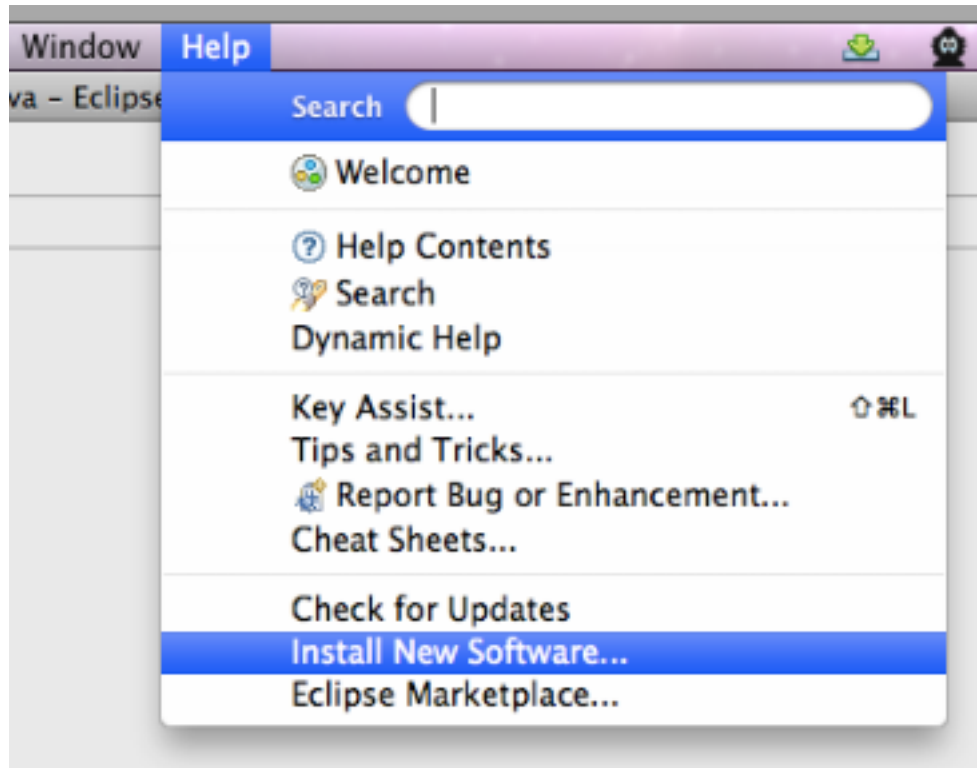 Window Help
va – Eclipse
Search
Welcome
Help Contents
Search
Dynamic Help
Key Assist... ⇧⌘L
Tips and Tricks...
Report Bug or Enhancement...
Cheat Sheets...
Check for Updates
Install New Software...
Eclipse Marketplace...